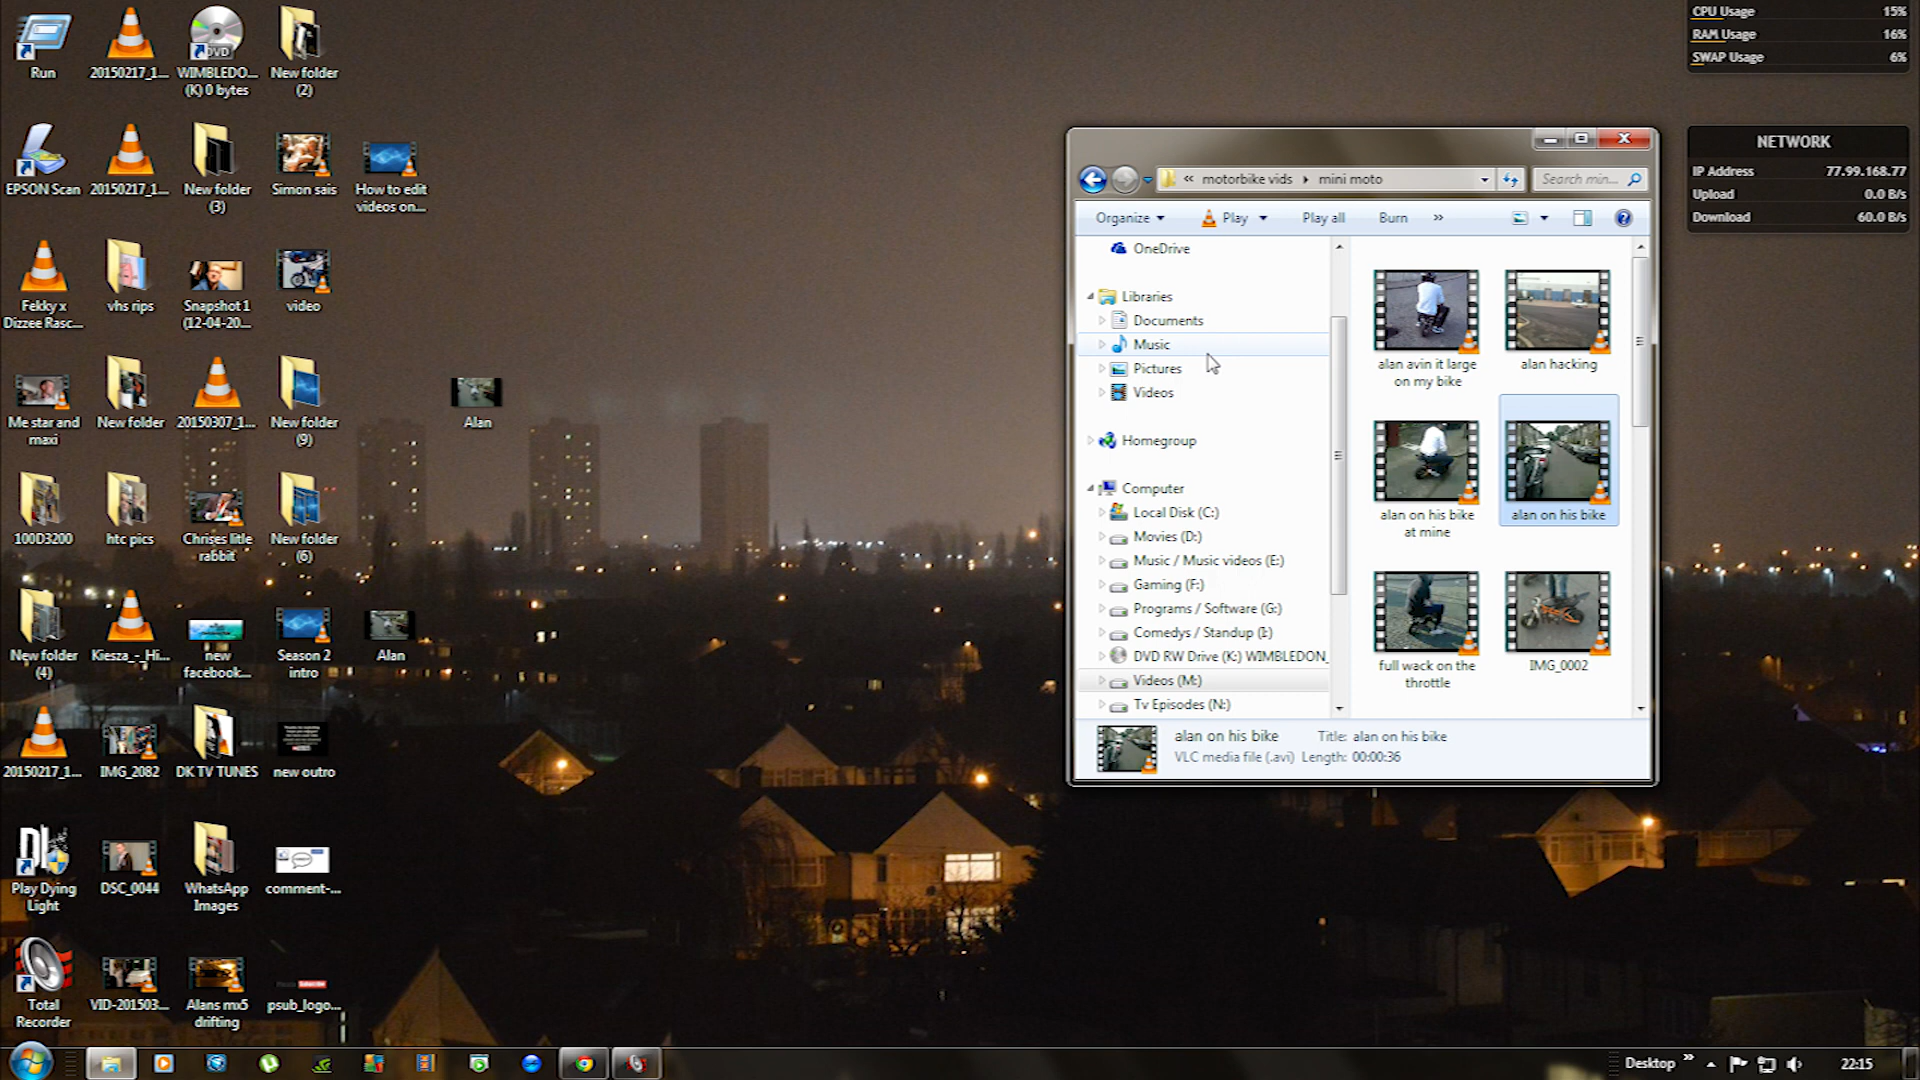 Run
20150217_1...
WIMBLEDO...
(K) 0 bytes
New folder
(2)
EPSON Scan
20150217_1...
New folder
(3)
Simon sais
How to edit
videos on...
Fekky x
Dizzee Rasc...
vhs rips
Snapshot 1
(12-04-20...
video
Me star and
maxi
New folder
20150307_1...
New folder
(9)
Alan
100D3200
htc pics
Chrises litle
rabbit
New folder
(6)
New folder
(4)
Kiesza_-_Hi...
new
facebook...
Season 2
intro
Alan
20150217_1...
IMG_2082
DK TV TUNES
new outro
Play Dying
Light
DSC_0044
WhatsApp
Images
comment-...
Total
Recorder
VID-201503...
Alans mx5
drifting
psub_logo...
CPU Usage 15%
RAM Usage 16%
SWAP Usage 6%
NETWORK
IP Address 77.99.168.77
Upload 0.0 B/s
Download 60.0 B/s
« motorbike vids ▸ mini moto
Search min...
Organize Play Play all Burn »
OneDrive
Libraries
Documents
Music
Pictures
Videos
Homegroup
Computer
Local Disk (C:)
Movies (D:)
Music / Music videos (E:)
Gaming (F:)
Programs / Software (G:)
Comedys / Standup (I:)
DVD RW Drive (K:) WIMBLEDON_
Videos (M:)
Tv Episodes (N:)
alan avin it large
on my bike
alan hacking
alan on his bike
at mine
alan on his bike
full wack on the
throttle
IMG_0002
alan on his bike Title: alan on his bike
VLC media file (.avi) Length: 00:00:36
Desktop »
22:15